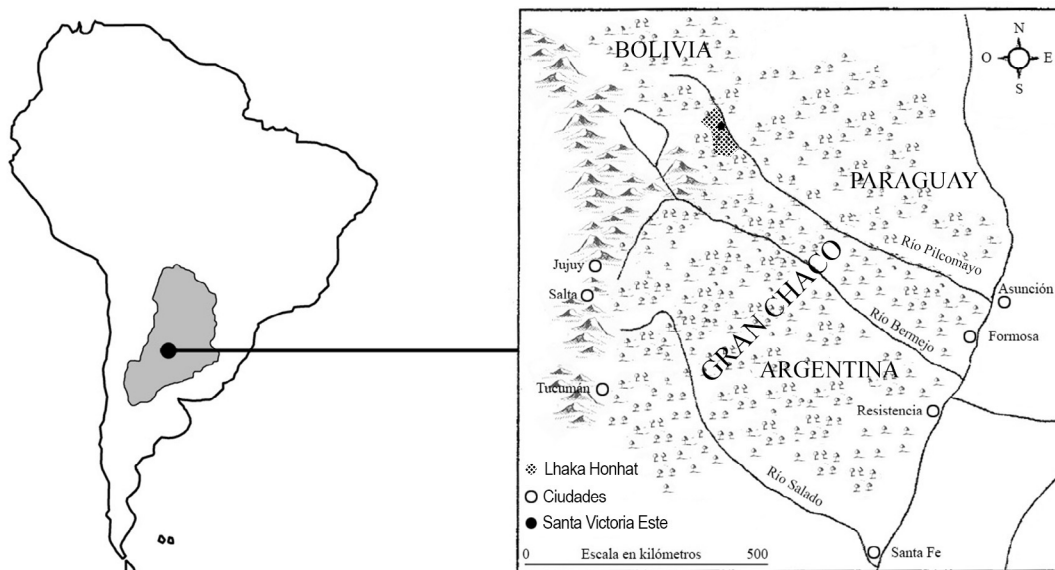 BOLIVIA
N
O
E
S
PARAGUAY
Río Pilcomayo
Jujuy
Salta
GRAN CHACO
Asunción
Río Bermejo
Formosa
ARGENTINA
Tucumán
Resistencia
Lhaka Honhat
Ciudades
Santa Victoria Este
Río Salado
0 Escala en kilómetros 500
Santa Fe